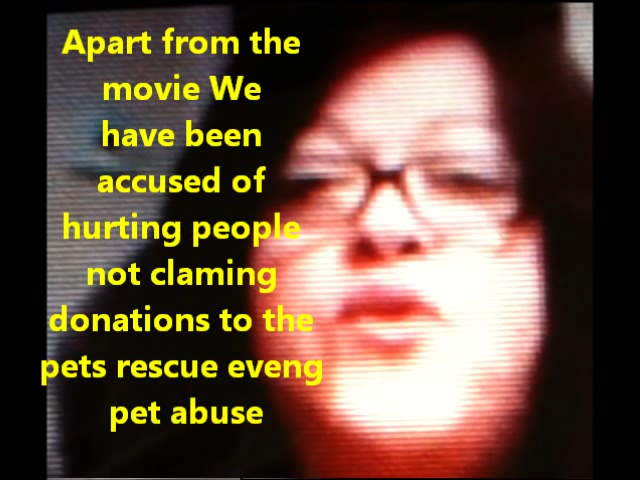 Apart from the
movie We
have been
accused of
hurting people
not claming
donations to the
pets rescue eveng
pet abuse